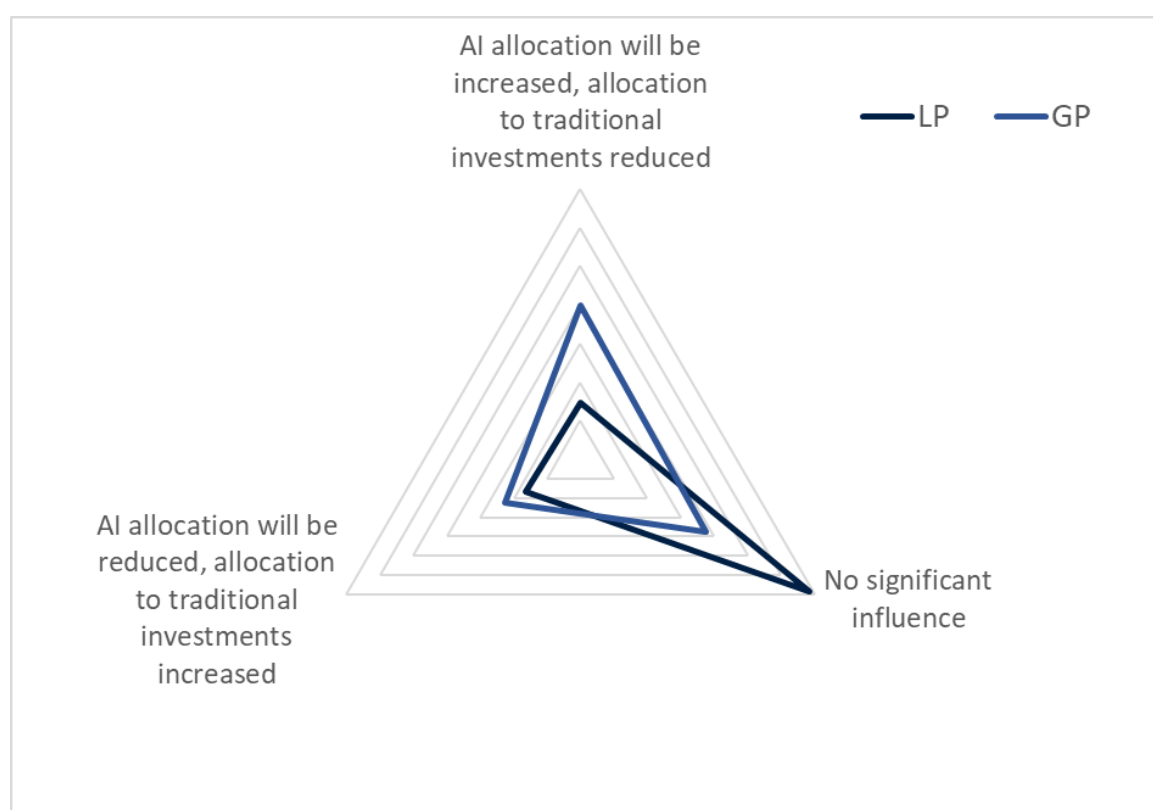 AI allocation will be
increased, allocation
to traditional
investments reduced
LP
GP
AI allocation will be
reduced, allocation
to traditional
investments
increased
No significant
influence